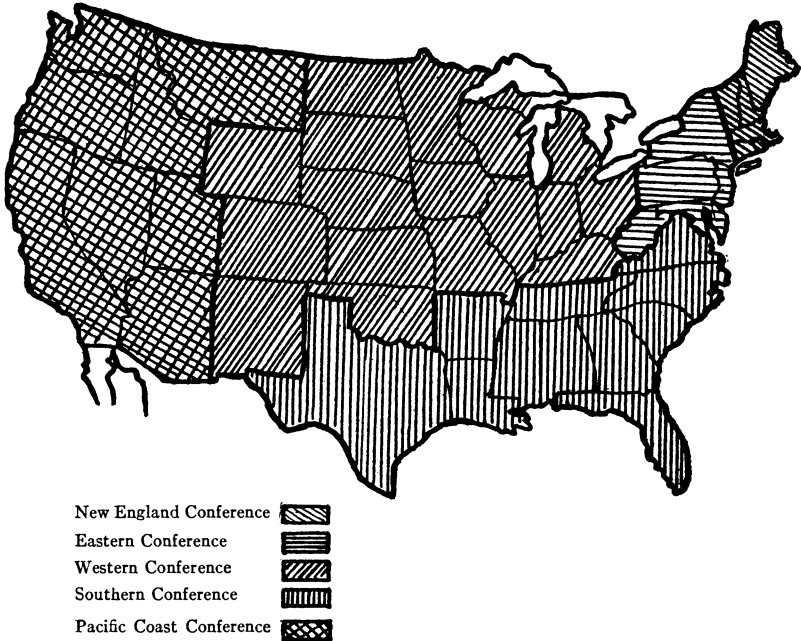 New England Conference
Eastern Conference
Western Conference
Southern Conference
Pacific Coast Conference